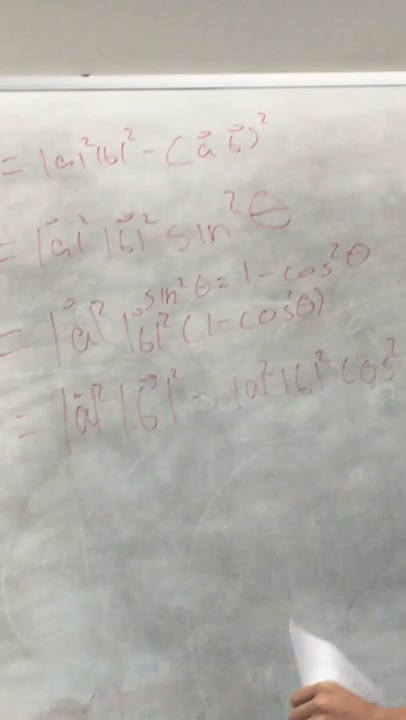 = |a|²|b|² - (a⃗ b⃗)²
= |a⃗|² |b⃗|² sin²θ
sin²θ = 1 - cos²θ
= |a⃗|² |b⃗|² (1 - cos²θ)
= |a⃗|² |b⃗|² - |a|² |b|² cos²